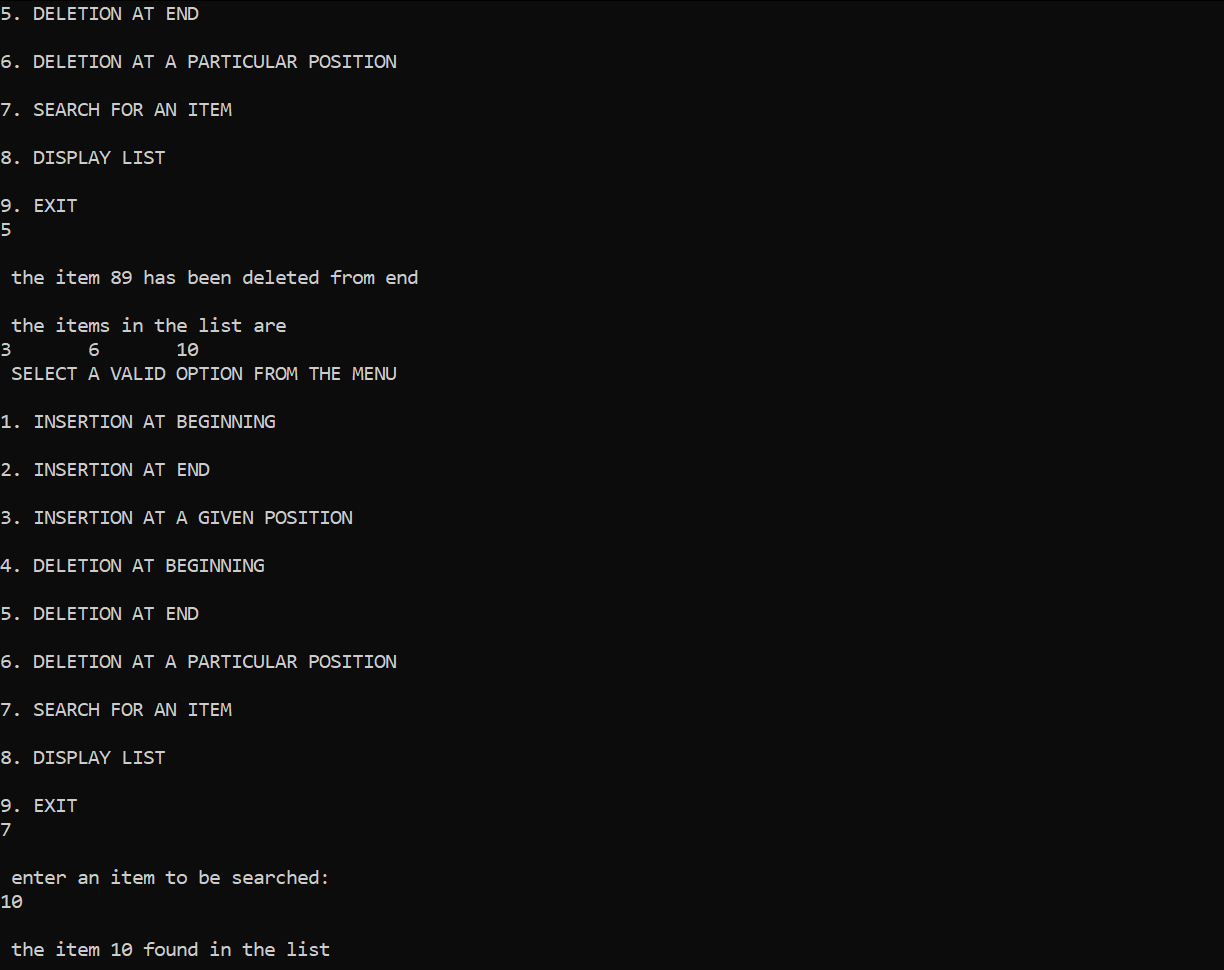 5. DELETION AT END
6. DELETION AT A PARTICULAR POSITION
7. SEARCH FOR AN ITEM
8. DISPLAY LIST
9. EXIT
5
the item 89 has been deleted from end
the items in the list are
3 6 10
SELECT A VALID OPTION FROM THE MENU
1. INSERTION AT BEGINNING
2. INSERTION AT END
3. INSERTION AT A GIVEN POSITION
4. DELETION AT BEGINNING
5. DELETION AT END
6. DELETION AT A PARTICULAR POSITION
7. SEARCH FOR AN ITEM
8. DISPLAY LIST
9. EXIT
7
enter an item to be searched:
10
the item 10 found in the list